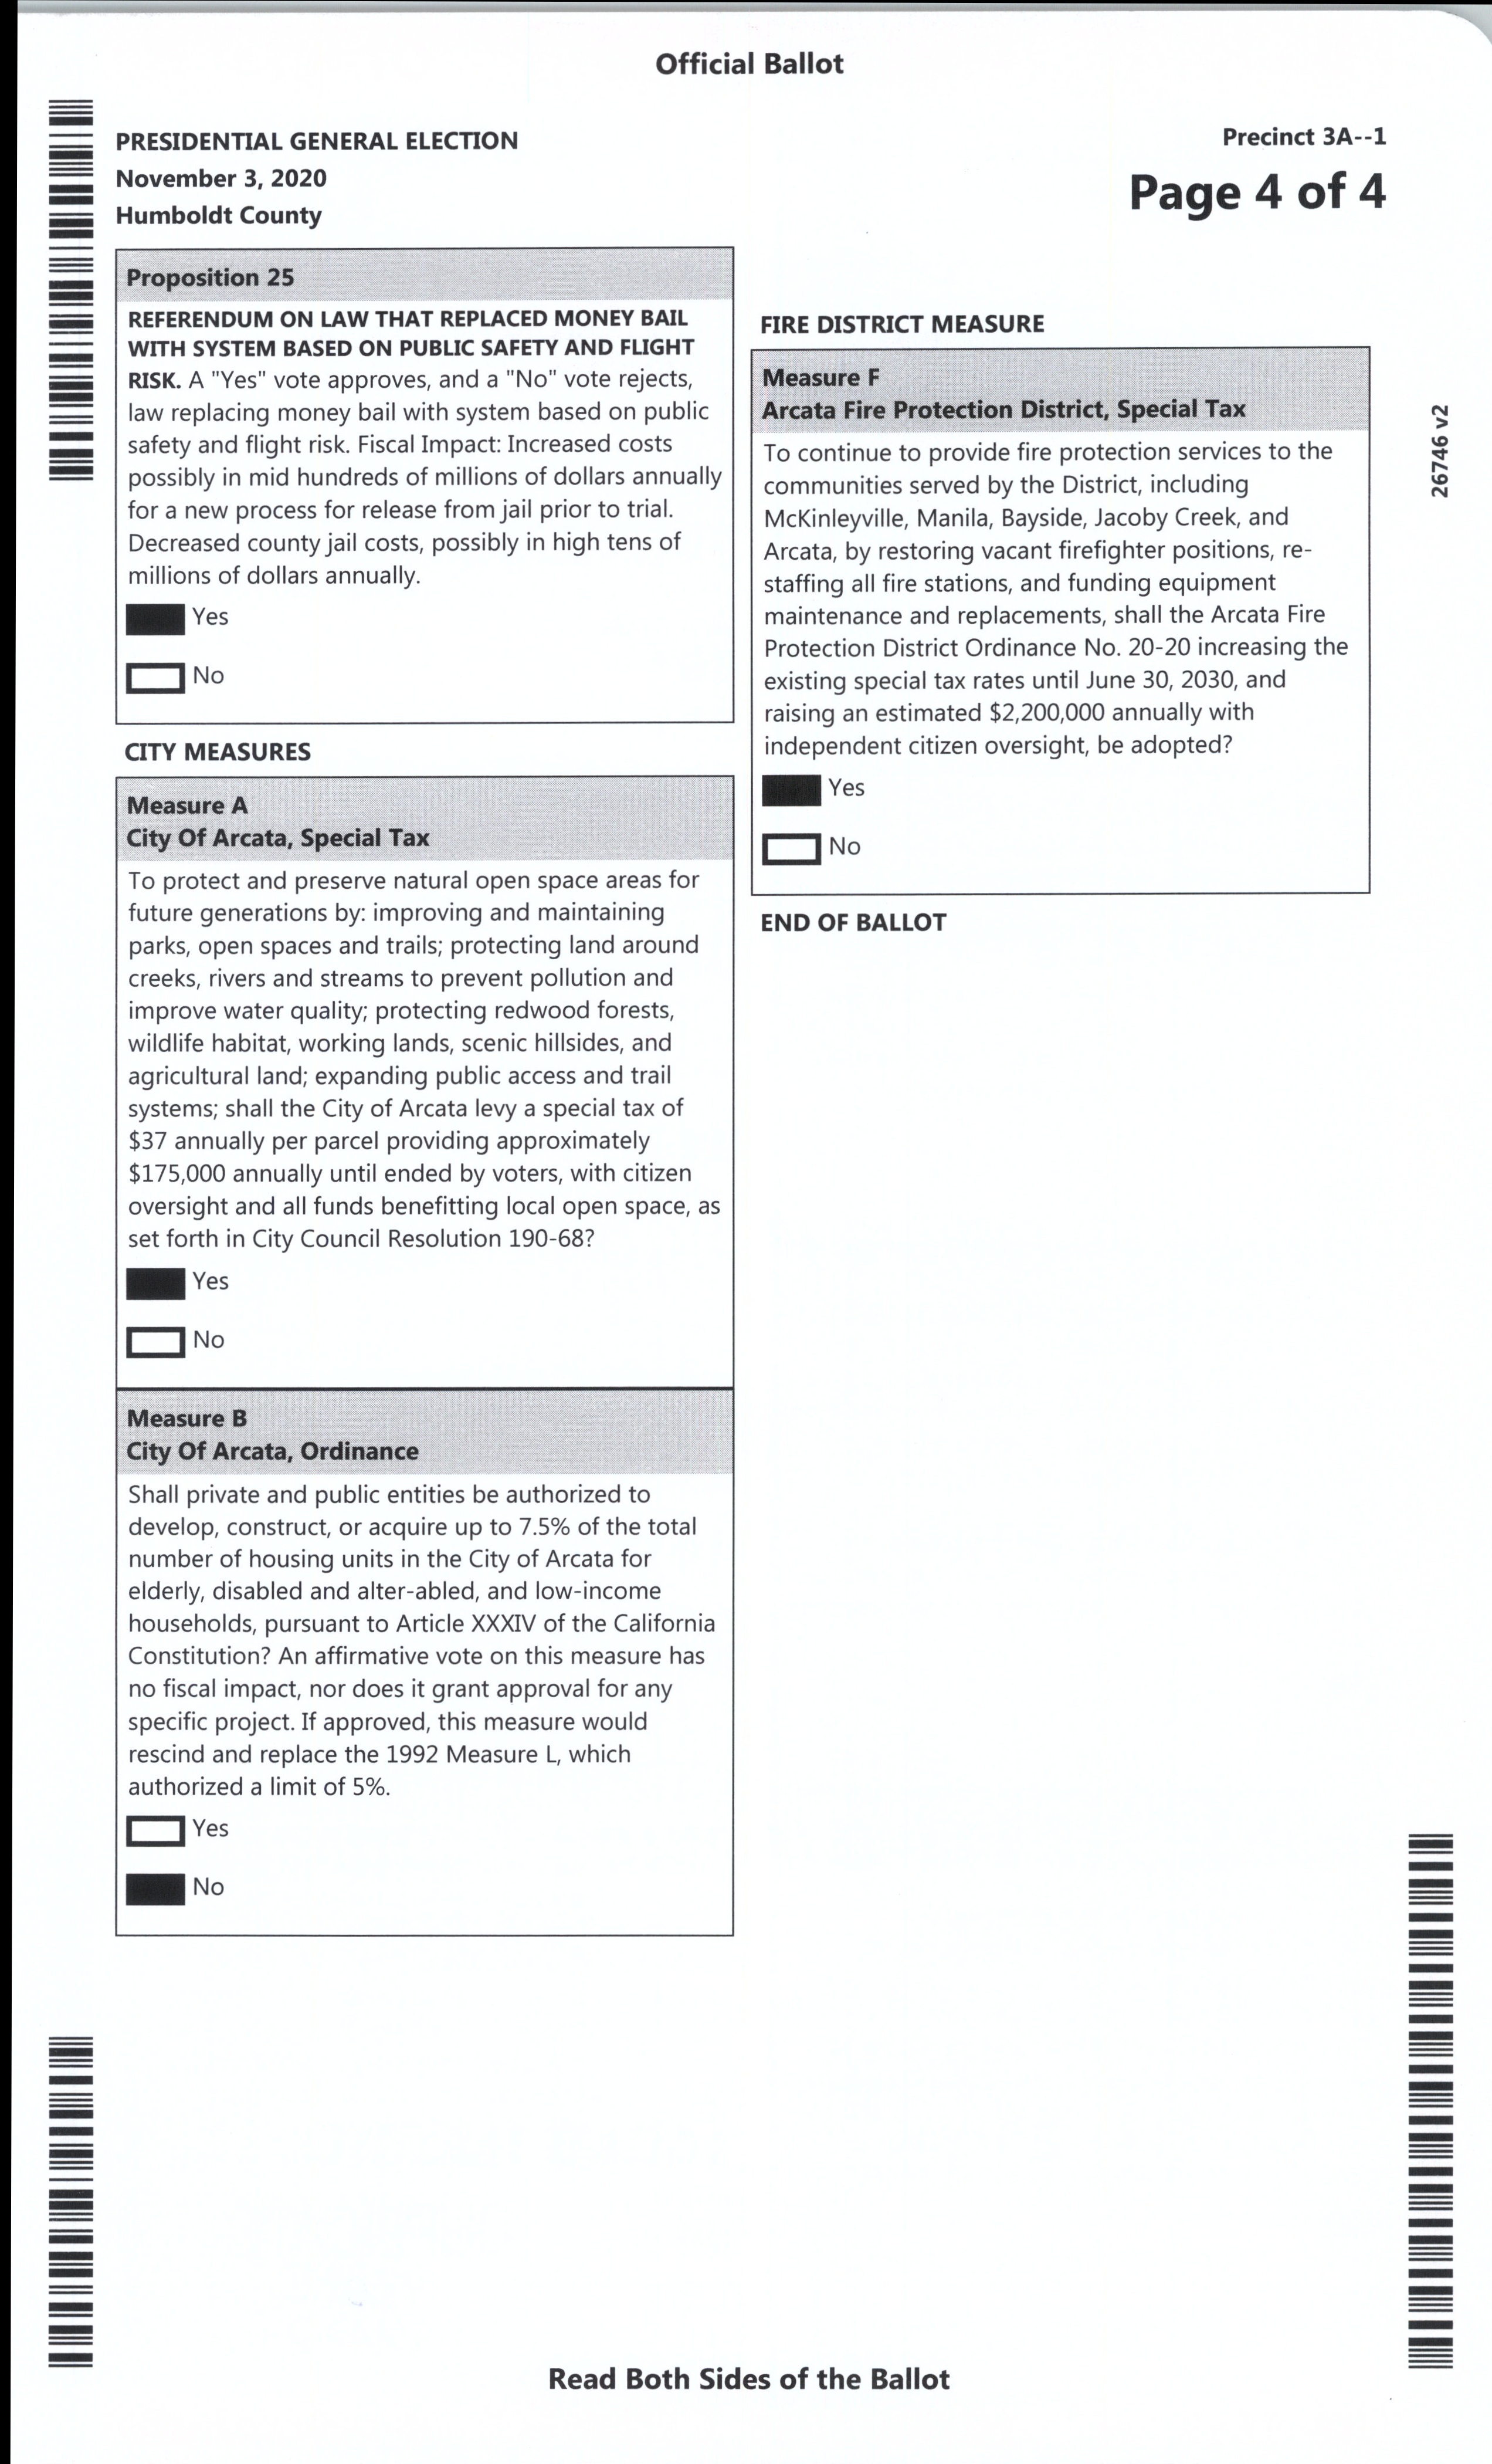 Official Ballot
PRESIDENTIAL GENERAL ELECTION
November 3, 2020
Humboldt County
Precinct 3A--1
Page 4 of 4
Proposition 25
REFERENDUM ON LAW THAT REPLACED MONEY BAIL
WITH SYSTEM BASED ON PUBLIC SAFETY AND FLIGHT
RISK. A "Yes" vote approves, and a "No" vote rejects,
law replacing money bail with system based on public
safety and flight risk. Fiscal Impact: Increased costs
possibly in mid hundreds of millions of dollars annually
for a new process for release from jail prior to trial.
Decreased county jail costs, possibly in high tens of
millions of dollars annually.
Yes
No
CITY MEASURES
Measure A
City Of Arcata, Special Tax
To protect and preserve natural open space areas for
future generations by: improving and maintaining
parks, open spaces and trails; protecting land around
creeks, rivers and streams to prevent pollution and
improve water quality; protecting redwood forests,
wildlife habitat, working lands, scenic hillsides, and
agricultural land; expanding public access and trail
systems; shall the City of Arcata levy a special tax of
$37 annually per parcel providing approximately
$175,000 annually until ended by voters, with citizen
oversight and all funds benefitting local open space, as
set forth in City Council Resolution 190-68?
Yes
No
Measure B
City Of Arcata, Ordinance
Shall private and public entities be authorized to
develop, construct, or acquire up to 7.5% of the total
number of housing units in the City of Arcata for
elderly, disabled and alter-abled, and low-income
households, pursuant to Article XXXIV of the California
Constitution? An affirmative vote on this measure has
no fiscal impact, nor does it grant approval for any
specific project. If approved, this measure would
rescind and replace the 1992 Measure L, which
authorized a limit of 5%.
Yes
No
FIRE DISTRICT MEASURE
Measure F
Arcata Fire Protection District, Special Tax
To continue to provide fire protection services to the
communities served by the District, including
McKinleyville, Manila, Bayside, Jacoby Creek, and
Arcata, by restoring vacant firefighter positions, re-
staffing all fire stations, and funding equipment
maintenance and replacements, shall the Arcata Fire
Protection District Ordinance No. 20-20 increasing the
existing special tax rates until June 30, 2030, and
raising an estimated $2,200,000 annually with
independent citizen oversight, be adopted?
Yes
No
END OF BALLOT
26746 v2
Read Both Sides of the Ballot